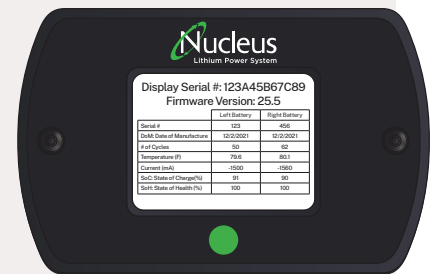 Nucleus
Lithium Power System
Display Serial #: 123A45B67C89
Firmware Version: 25.5
Left Battery Right Battery
Serial # 123 456
DoM: Date of Manufacture 12/2/2021 12/2/2021
# of Cycles 50 62
Temperature (F) 79.6 80.1
Current (mA) -1500 -1560
SoC: State of Charge(%) 91 90
SoH: State of Health (%) 100 100